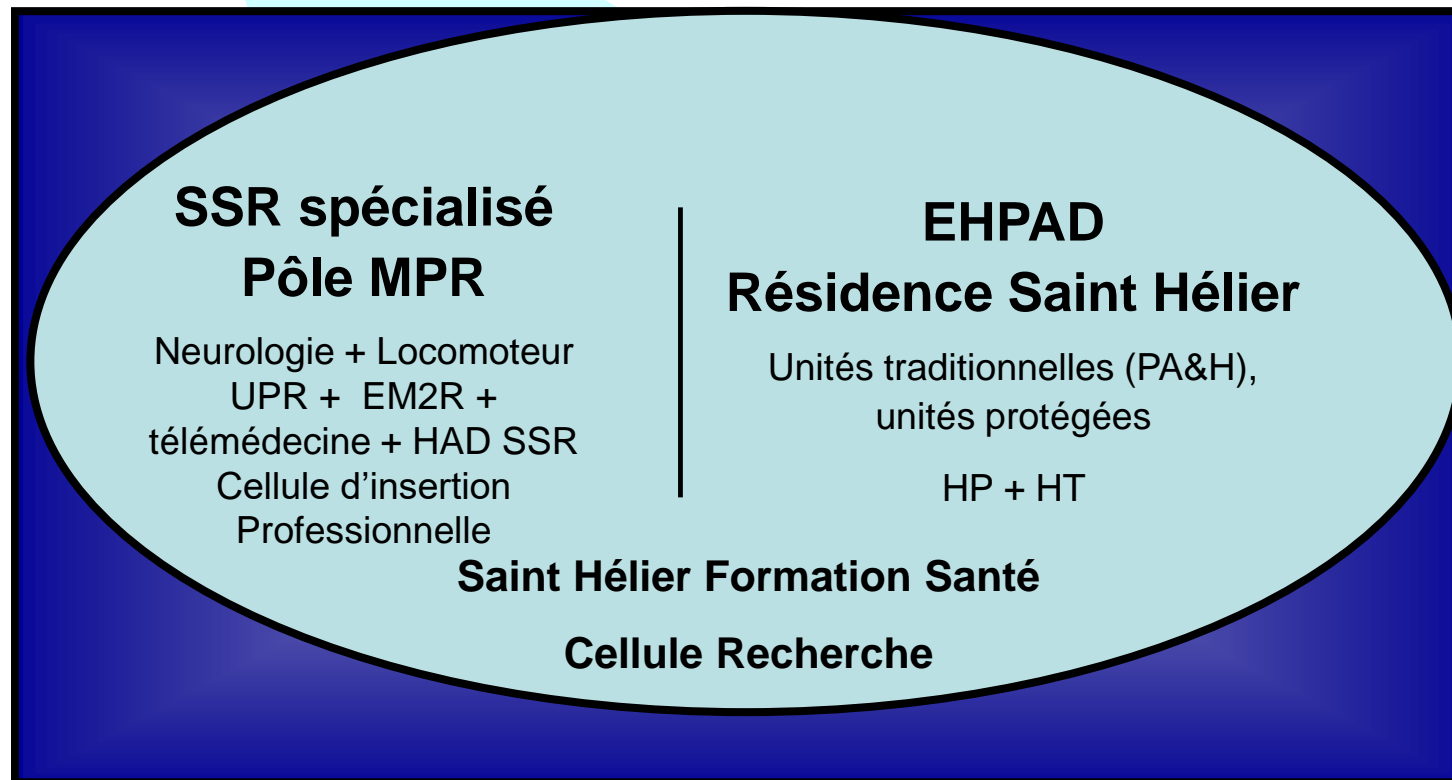 SSR spécialisé
Pôle MPR
Neurologie + Locomoteur
UPR + EM2R +
télémédecine + HAD SSR
Cellule d’insertion
Professionnelle
EHPAD
Résidence Saint Hélier
Unités traditionnelles (PA&H),
unités protégées
HP + HT
Saint Hélier Formation Santé
Cellule Recherche